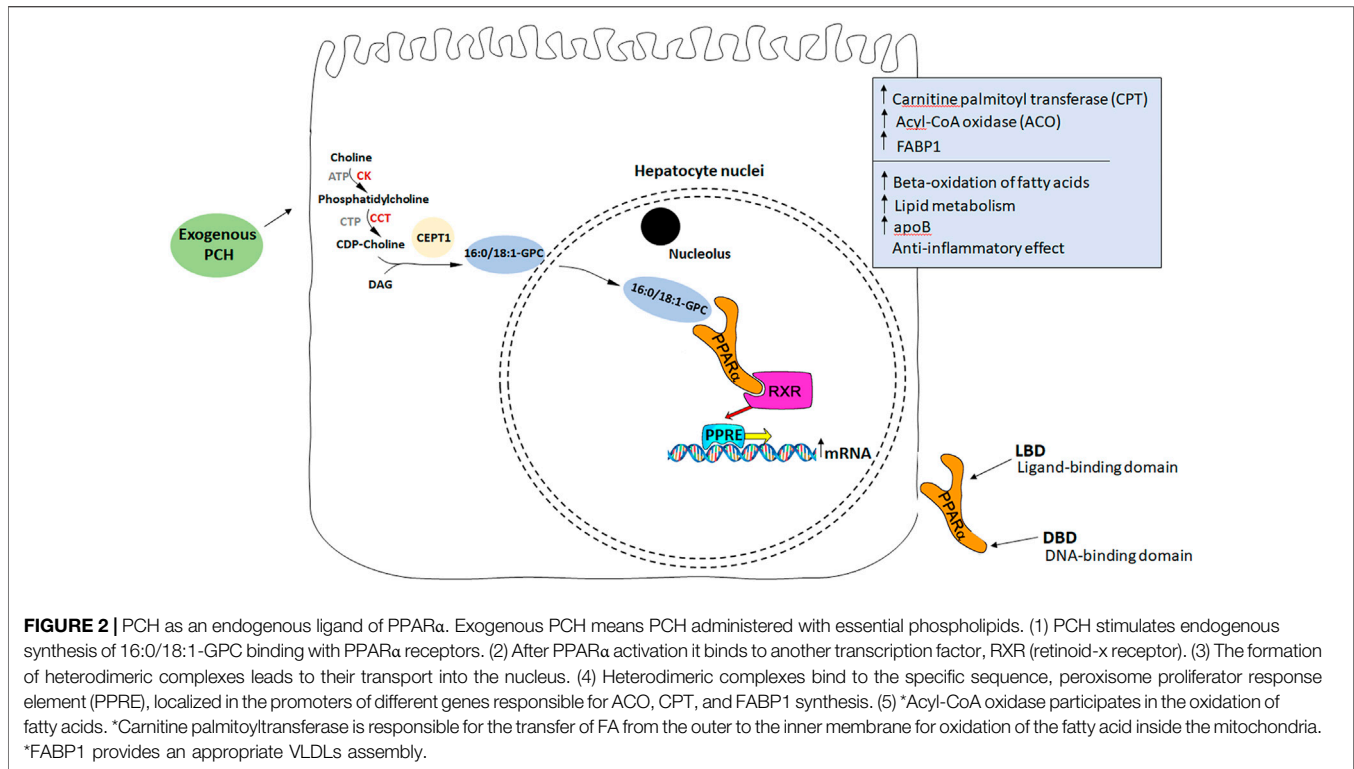 Carnitine palmitoyl transferase (CPT)
Acyl-CoA oxidase (ACO)
FABP1
Beta-oxidation of fatty acids
Lipid metabolism
apoB
Anti-inflammatory effect
Choline
ATP CK
Phosphatidylcholine
CTP CCT
CDP-Choline
CEPT1
DAG
16:0/18:1-GPC
Exogenous
PCH
Hepatocyte nuclei
Nucleolus
16:0/18:1-GPC
PPARα
RXR
PPRE
mRNA
PPARα
LBD
Ligand-binding domain
DBD
DNA-binding domain
FIGURE 2 | PCH as an endogenous ligand of PPARα. Exogenous PCH means PCH administered with essential phospholipids. (1) PCH stimulates endogenous
synthesis of 16:0/18:1-GPC binding with PPARα receptors. (2) After PPARα activation it binds to another transcription factor, RXR (retinoid-x receptor). (3) The formation
of heterodimeric complexes leads to their transport into the nucleus. (4) Heterodimeric complexes bind to the specific sequence, peroxisome proliferator response
element (PPRE), localized in the promoters of different genes responsible for ACO, CPT, and FABP1 synthesis. (5) *Acyl-CoA oxidase participates in the oxidation of
fatty acids. *Carnitine palmitoyltransferase is responsible for the transfer of FA from the outer to the inner membrane for oxidation of the fatty acid inside the mitochondria.
*FABP1 provides an appropriate VLDLs assembly.